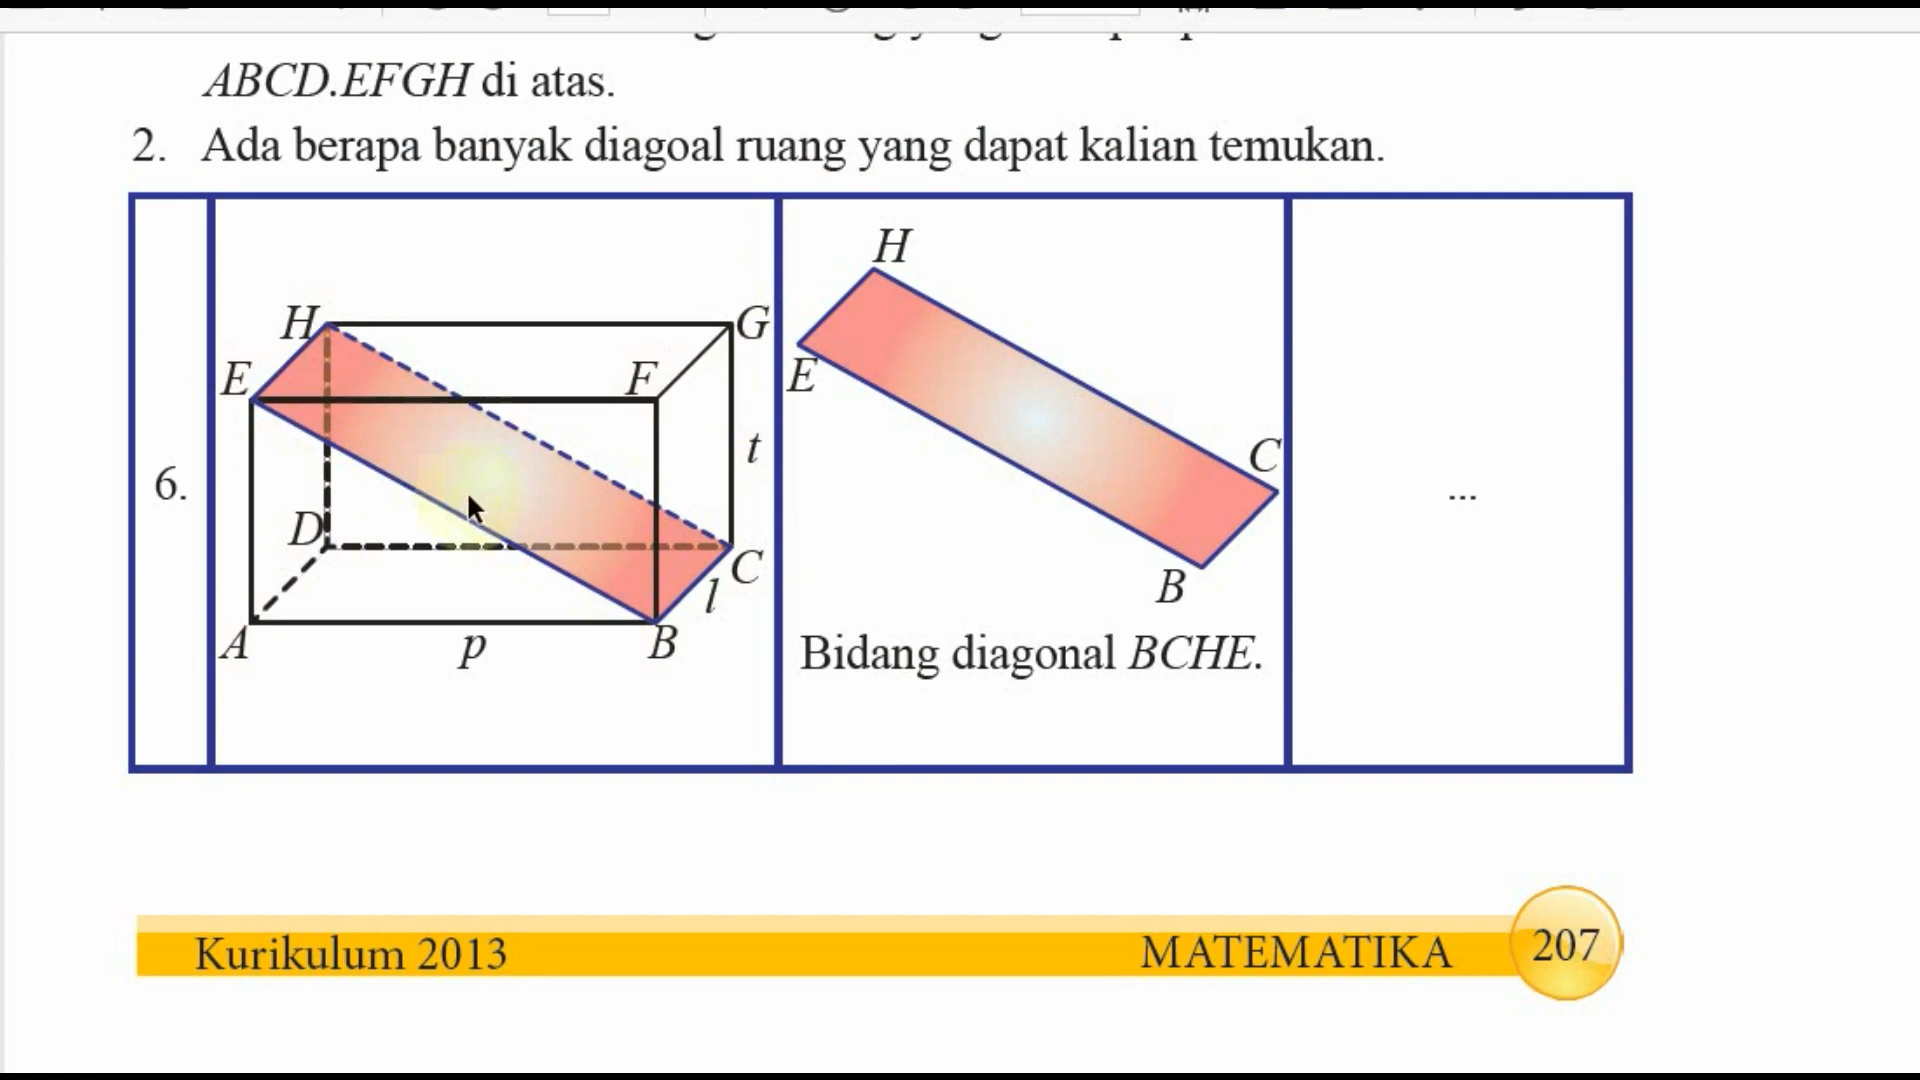 ABCD.EFGH di atas.
2. Ada berapa banyak diagoal ruang yang dapat kalian temukan.
6.
H
G
E
F
t
D
C
l
A
p
B
H
E
C
B
Bidang diagonal BCHE.
...
Kurikulum 2013
MATEMATIKA
207